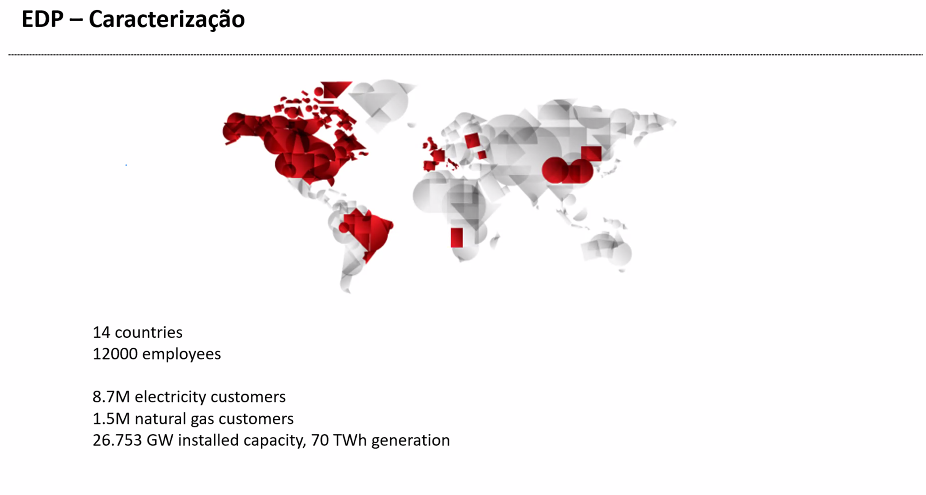 EDP – Caracterização
14 countries
12000 employees
8.7M electricity customers
1.5M natural gas customers
26.753 GW installed capacity, 70 TWh generation